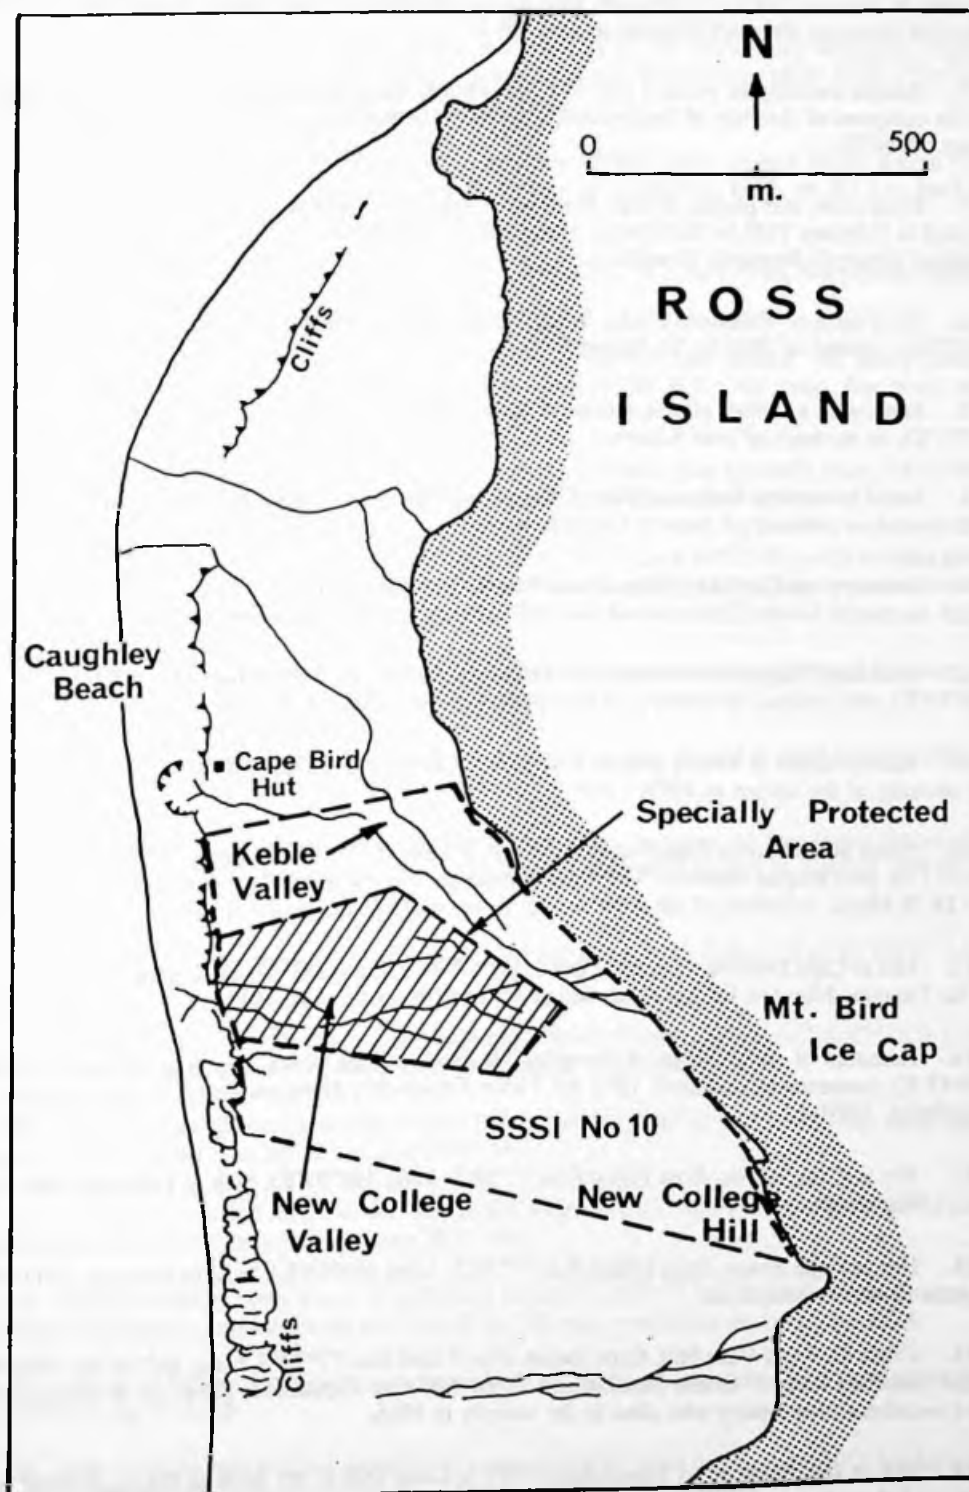 N
0 500
m.
ROSS
ISLAND
Cliffs
Caughley
Beach
Cape Bird
Hut
Specially Protected
Area
Keble
Valley
Mt. Bird
Ice Cap
SSSI No 10
New College
Valley
New College
Hill
Cliffs